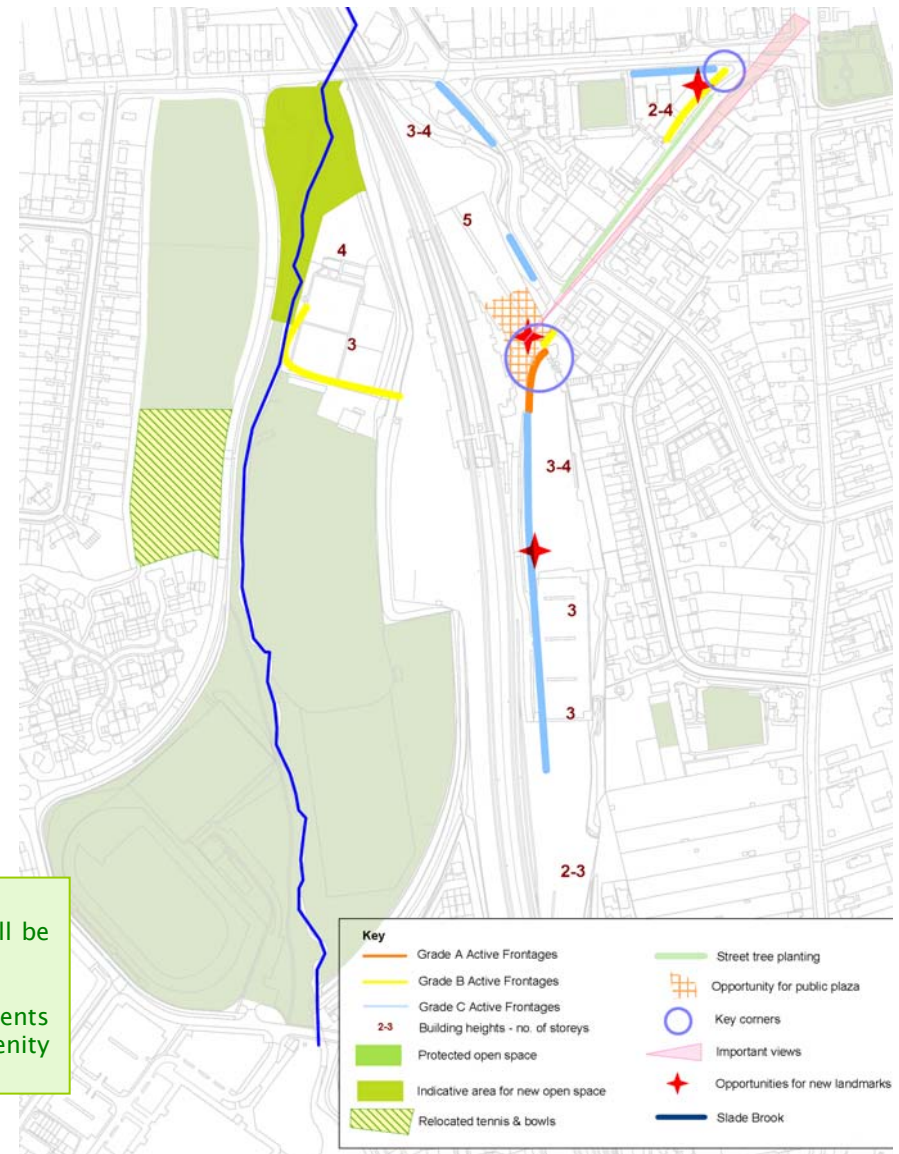 2-4
3-4
5
4
3
3-4
3
3
2-3
ll be
ents
enity
Key
Grade A Active Frontages
Grade B Active Frontages
Grade C Active Frontages
2-3 Building heights - no. of storeys
Protected open space
Indicative area for new open space
Relocated tennis & bowls
Street tree planting
Opportunity for public plaza
Key corners
Important views
Opportunities for new landmarks
Slade Brook